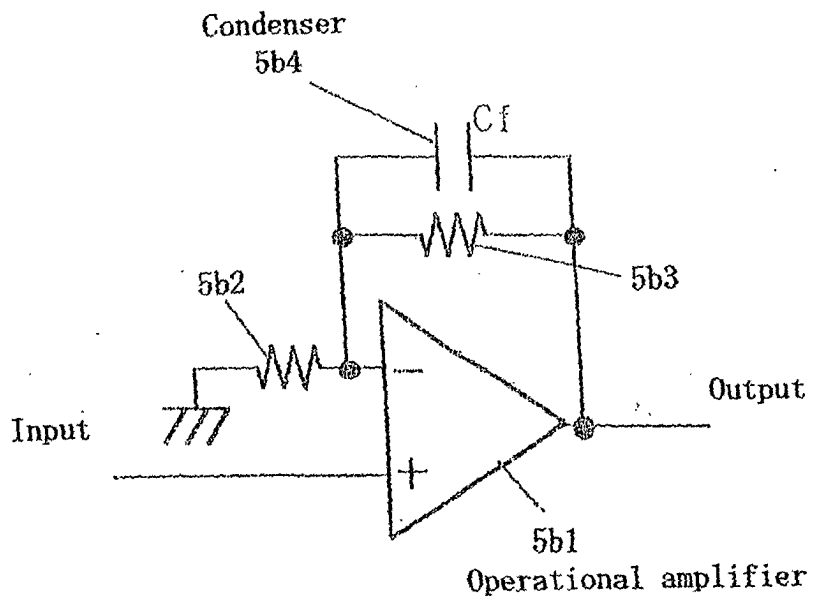 Condenser
5b4
Cf
5b2
5b3
−
Output
Input
+
5b1
Operational amplifier